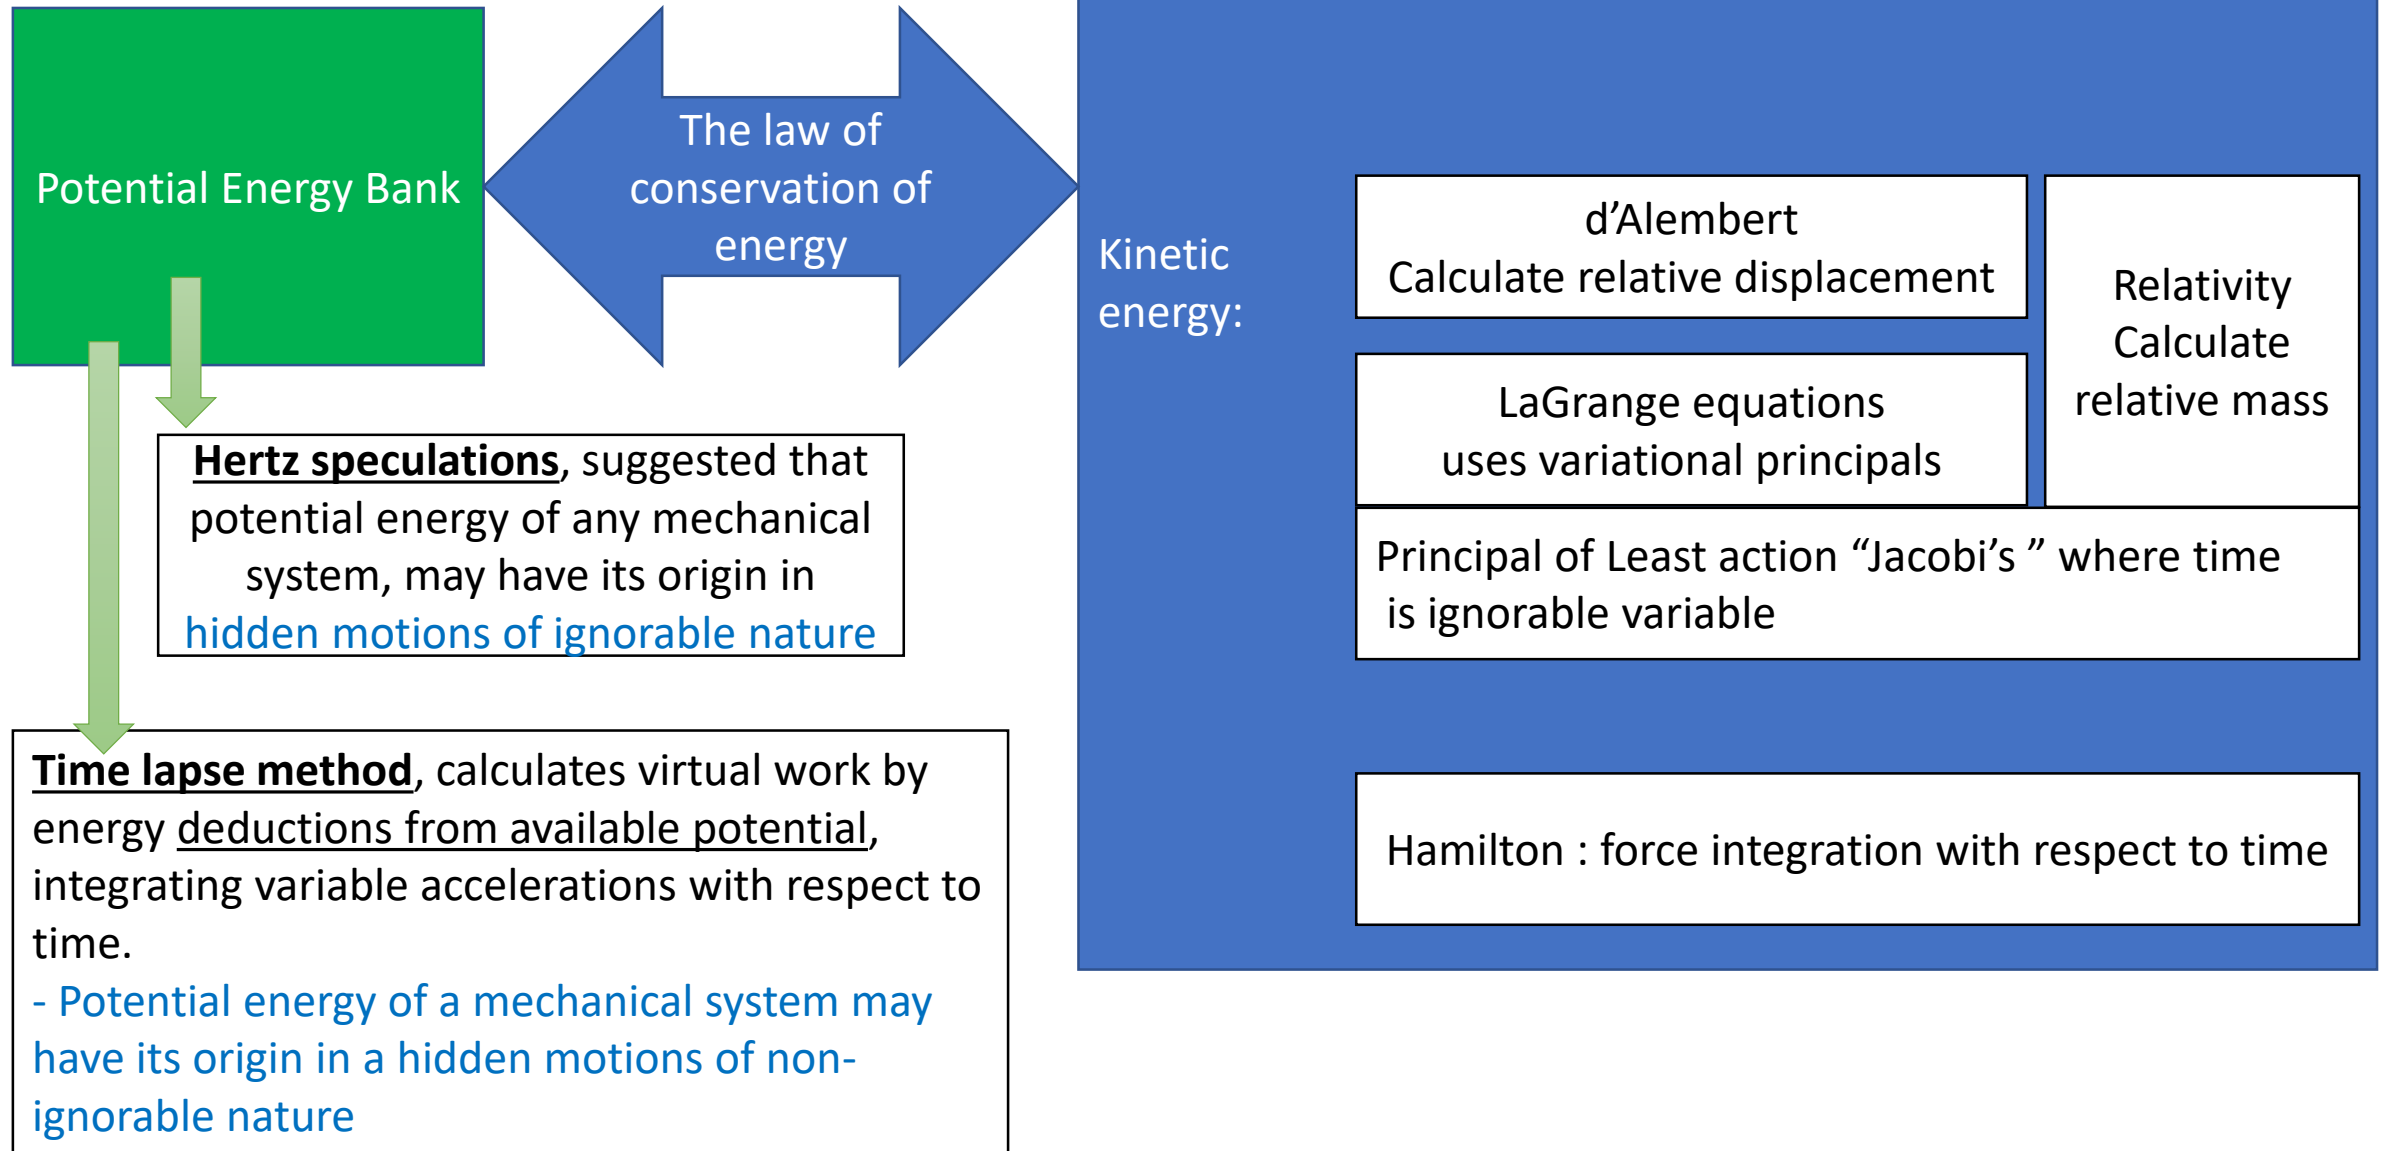 Potential Energy Bank
The law of
conservation of
energy
Kinetic
energy:
d’Alembert
Calculate relative displacement
Relativity
Calculate
relative mass
LaGrange equations
uses variational principals
Principal of Least action “Jacobi’s ” where time
is ignorable variable
Hamilton : force integration with respect to time
Hertz speculations, suggested that
potential energy of any mechanical
system, may have its origin in
hidden motions of ignorable nature
Time lapse method, calculates virtual work by
energy deductions from available potential,
integrating variable accelerations with respect to
time.
- Potential energy of a mechanical system may
have its origin in a hidden motions of non-
ignorable nature